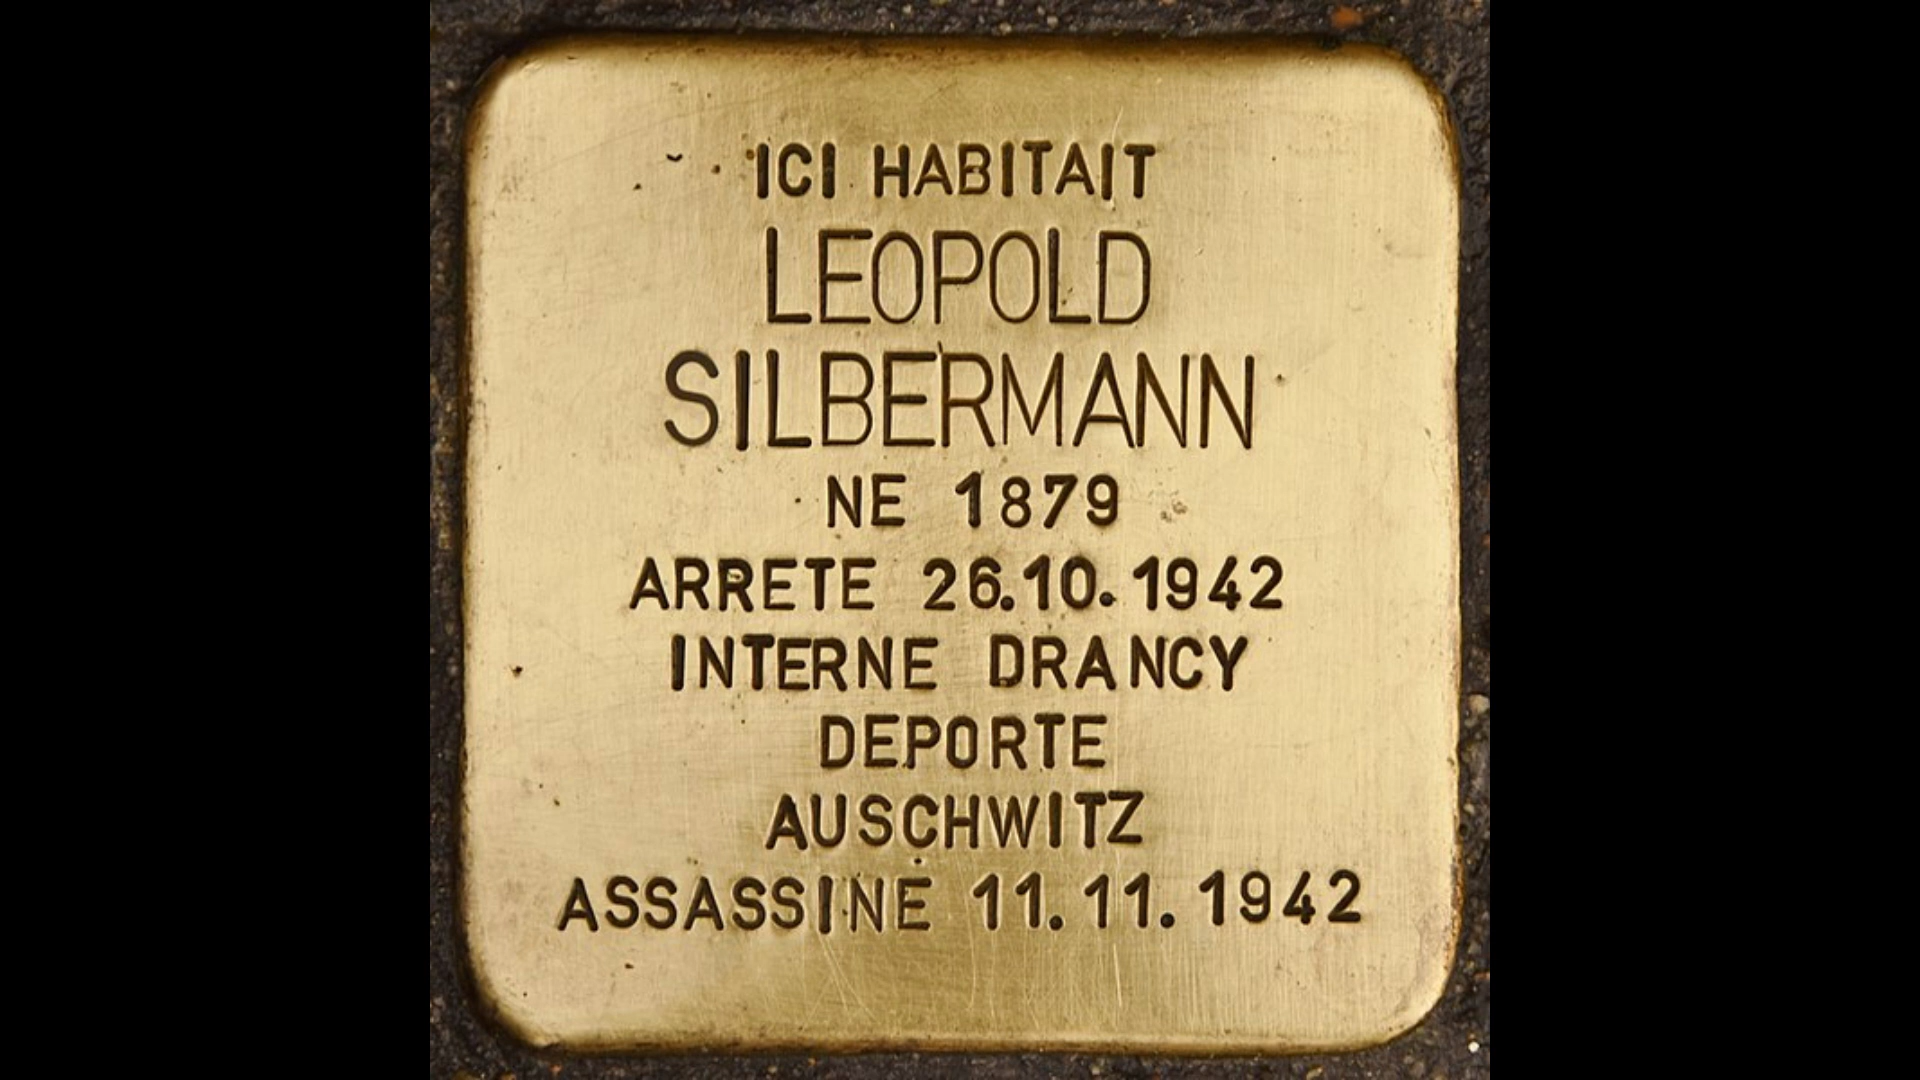 ICI HABITAIT
LEOPOLD
SILBERMANN
NE 1879
ARRETE 26.10.1942
INTERNE DRANCY
DEPORTE
AUSCHWITZ
ASSASSINE 11.11.1942